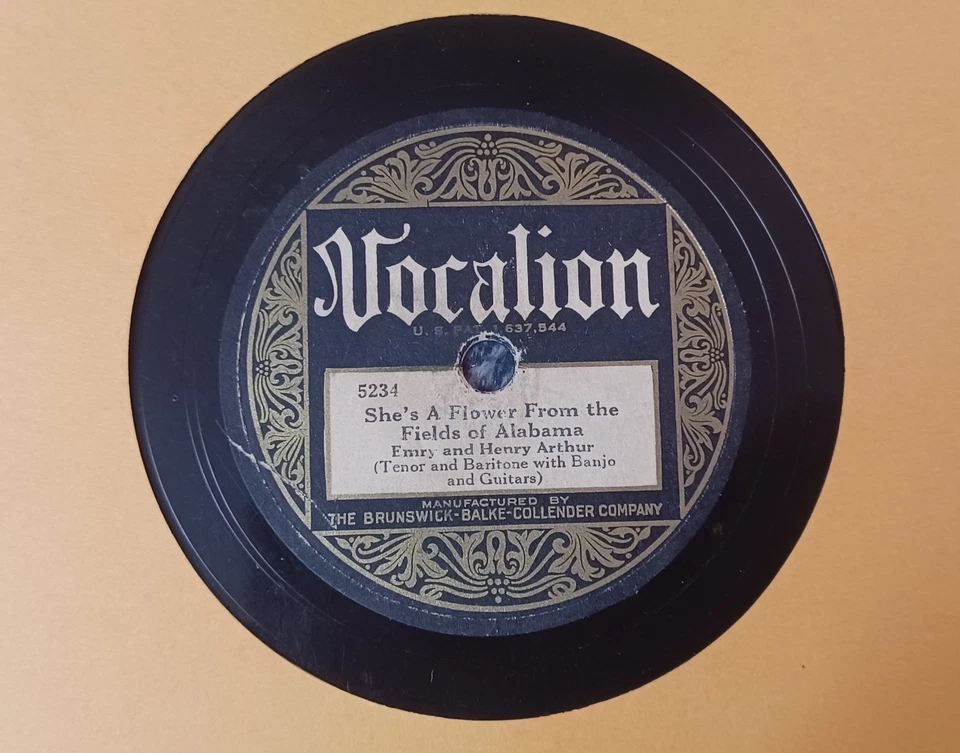 Vocalion
U. S. PAT. 1,637,544
5234
She's A Flower From the
Fields of Alabama
Emry and Henry Arthur
(Tenor and Baritone with Banjo
and Guitars)
MANUFACTURED BY
THE BRUNSWICK-BALKE-COLLENDER COMPANY